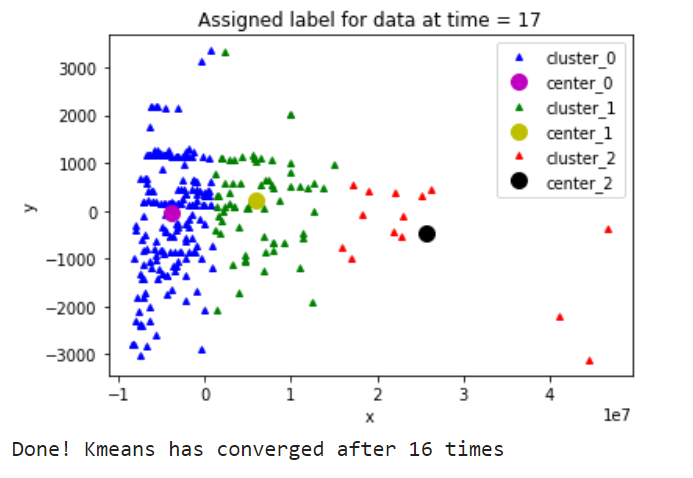 Assigned label for data at time = 17
cluster_0
center_0
cluster_1
center_1
cluster_2
center_2
3000
2000
1000
0
−1000
−2000
−3000
y
−1 0 1 2 3 4
1e7
x
Done! Kmeans has converged after 16 times